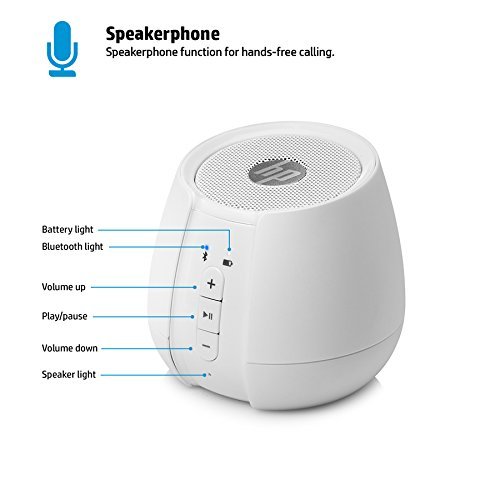 Speakerphone
Speakerphone function for hands-free calling.
hp
Battery light
Bluetooth light
Volume up
Play/pause
Volume down
Speaker light